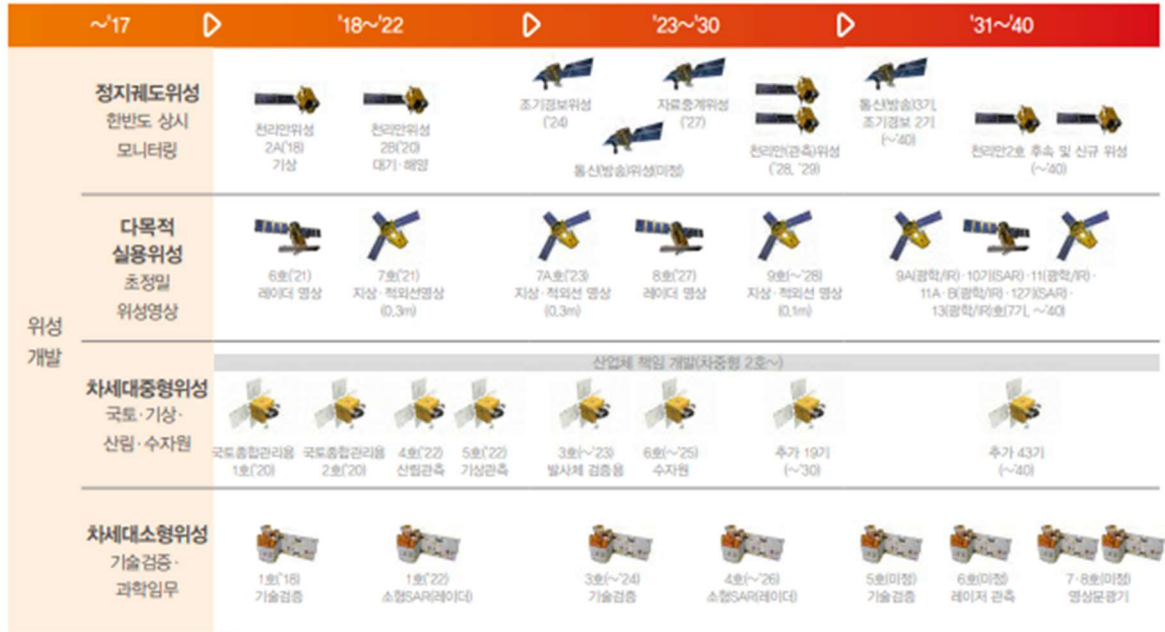 ~'17
'18~'22
'23~'30
'31~'40
위성
개발
정지궤도위성
한반도 상시
모니터링
천리안위성
2A('18)
기상
천리안위성
2B('20)
대기·해양
조기경보위성
('24)
통신(방송)위성(미정)
자료중계위성
('27)
천리안(관측)위성
('28, '29)
통신(방송)3기,
조기경보 2기
(~'40)
천리안2호 후속 및 신규 위성
(~'40)
다목적
실용위성
초정밀
위성영상
6호('21)
레이더 영상
7호('21)
지상·적외선영상
(0.3m)
7A호('23)
지상·적외선 영상
(0.3m)
8호('27)
레이더 영상
9호(~'28)
지상·적외선 영상
(0.1m)
9A(광학/IR)·10기(SAR)·11(광학/IR)·
11A·B(광학/IR)·12기(SAR)·
13(광학/IR)호(7기, ~'40)
산업체 책임 개발(차중형 2호~)
차세대중형위성
국토·기상·
산림·수자원
국토종합관리용
1호('20)
국토종합관리용
2호('20)
4호('22)
산림관측
5호('22)
기상관측
3호(~'23)
발사체 검증용
6호(~'25)
수자원
추가 19기
(~'30)
추가 43기
(~'40)
차세대소형위성
기술검증·
과학임무
1호('18)
기술검증
1호('22)
소형SAR(레이더)
3호(~'24)
기술검증
4호(~'26)
소형SAR(레이더)
5호(미정)
기술검증
6호(미정)
레이저 관측
7·8호(미정)
영상분광기